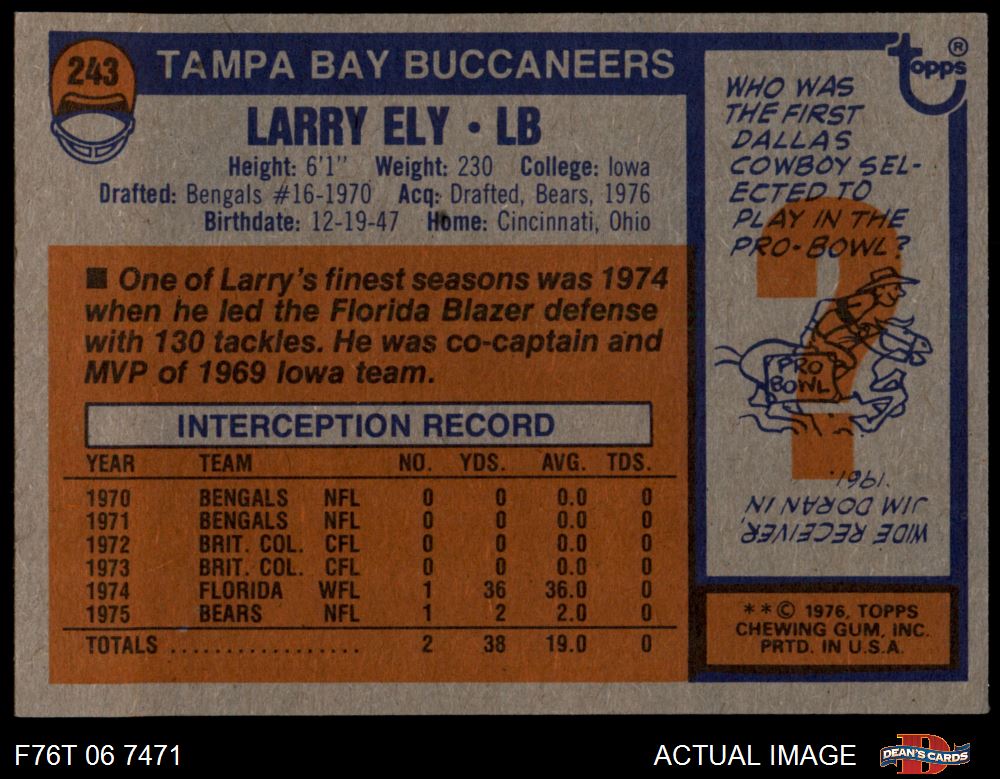 243
TAMPA BAY BUCCANEERS
LARRY ELY • LB
Height: 6'1" Weight: 230 College: Iowa
Drafted: Bengals #16-1970 Acq: Drafted, Bears, 1976
Birthdate: 12-19-47 Home: Cincinnati, Ohio
■ One of Larry's finest seasons was 1974
when he led the Florida Blazer defense
with 130 tackles. He was co-captain and
MVP of 1969 Iowa team.
INTERCEPTION RECORD
YEAR TEAM NO. YDS. AVG. TDS.
1970 BENGALS NFL 0 0 0.0 0
1971 BENGALS NFL 0 0 0.0 0
1972 BRIT. COL. CFL 0 0 0.0 0
1973 BRIT. COL. CFL 0 0 0.0 0
1974 FLORIDA WFL 1 36 36.0 0
1975 BEARS NFL 1 2 2.0 0
TOTALS ................. 2 38 19.0 0
topps ®
WHO WAS
THE FIRST
DALLAS
COWBOY SEL-
ECTED TO
PLAY IN THE
PRO-BOWL?
?
PRO
BOWL
WIDE RECEIVER,
JIM DORAN IN
1961.
**© 1976, TOPPS
CHEWING GUM, INC.
PRTD. IN U.S.A.
F76T 06 7471
ACTUAL IMAGE
DEAN'S CARDS